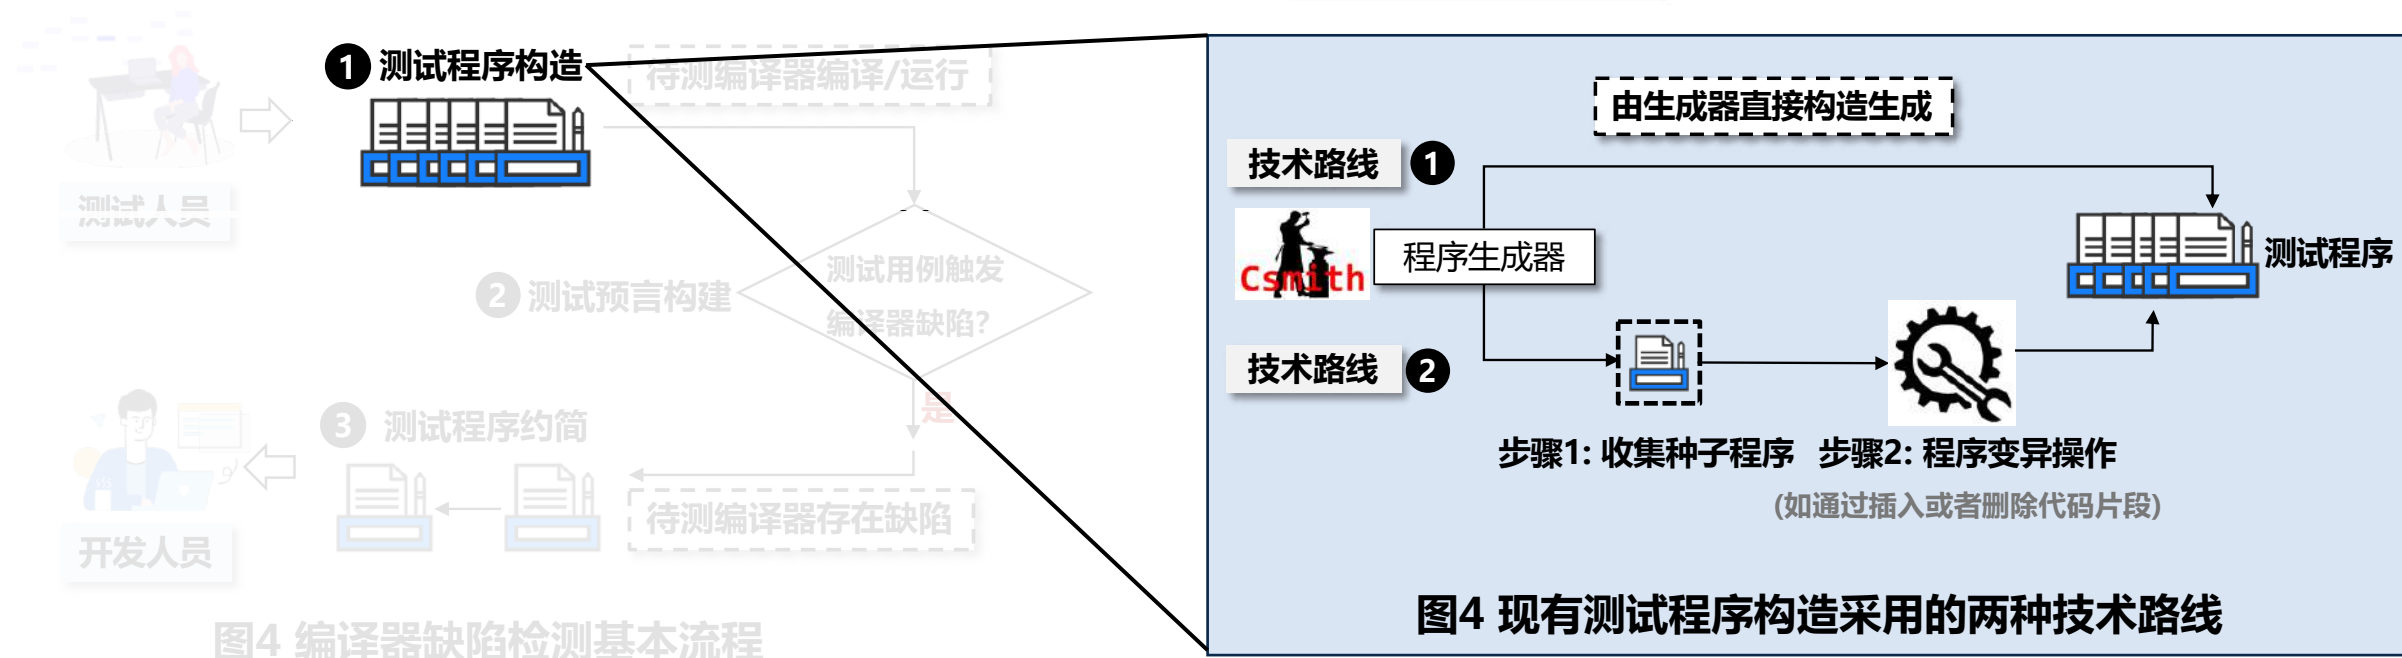 1 测试程序构造
待测编译器编译/运行
测试人员
2 测试预言构建
测试用例触发
编译器缺陷?
是
3 测试程序约简
待测编译器存在缺陷
开发人员
图4 编译器缺陷检测基本流程
由生成器直接构造生成
技术路线 1
Csmith
程序生成器
测试程序
技术路线 2
步骤1: 收集种子程序 步骤2: 程序变异操作
(如通过插入或者删除代码片段)
图4 现有测试程序构造采用的两种技术路线